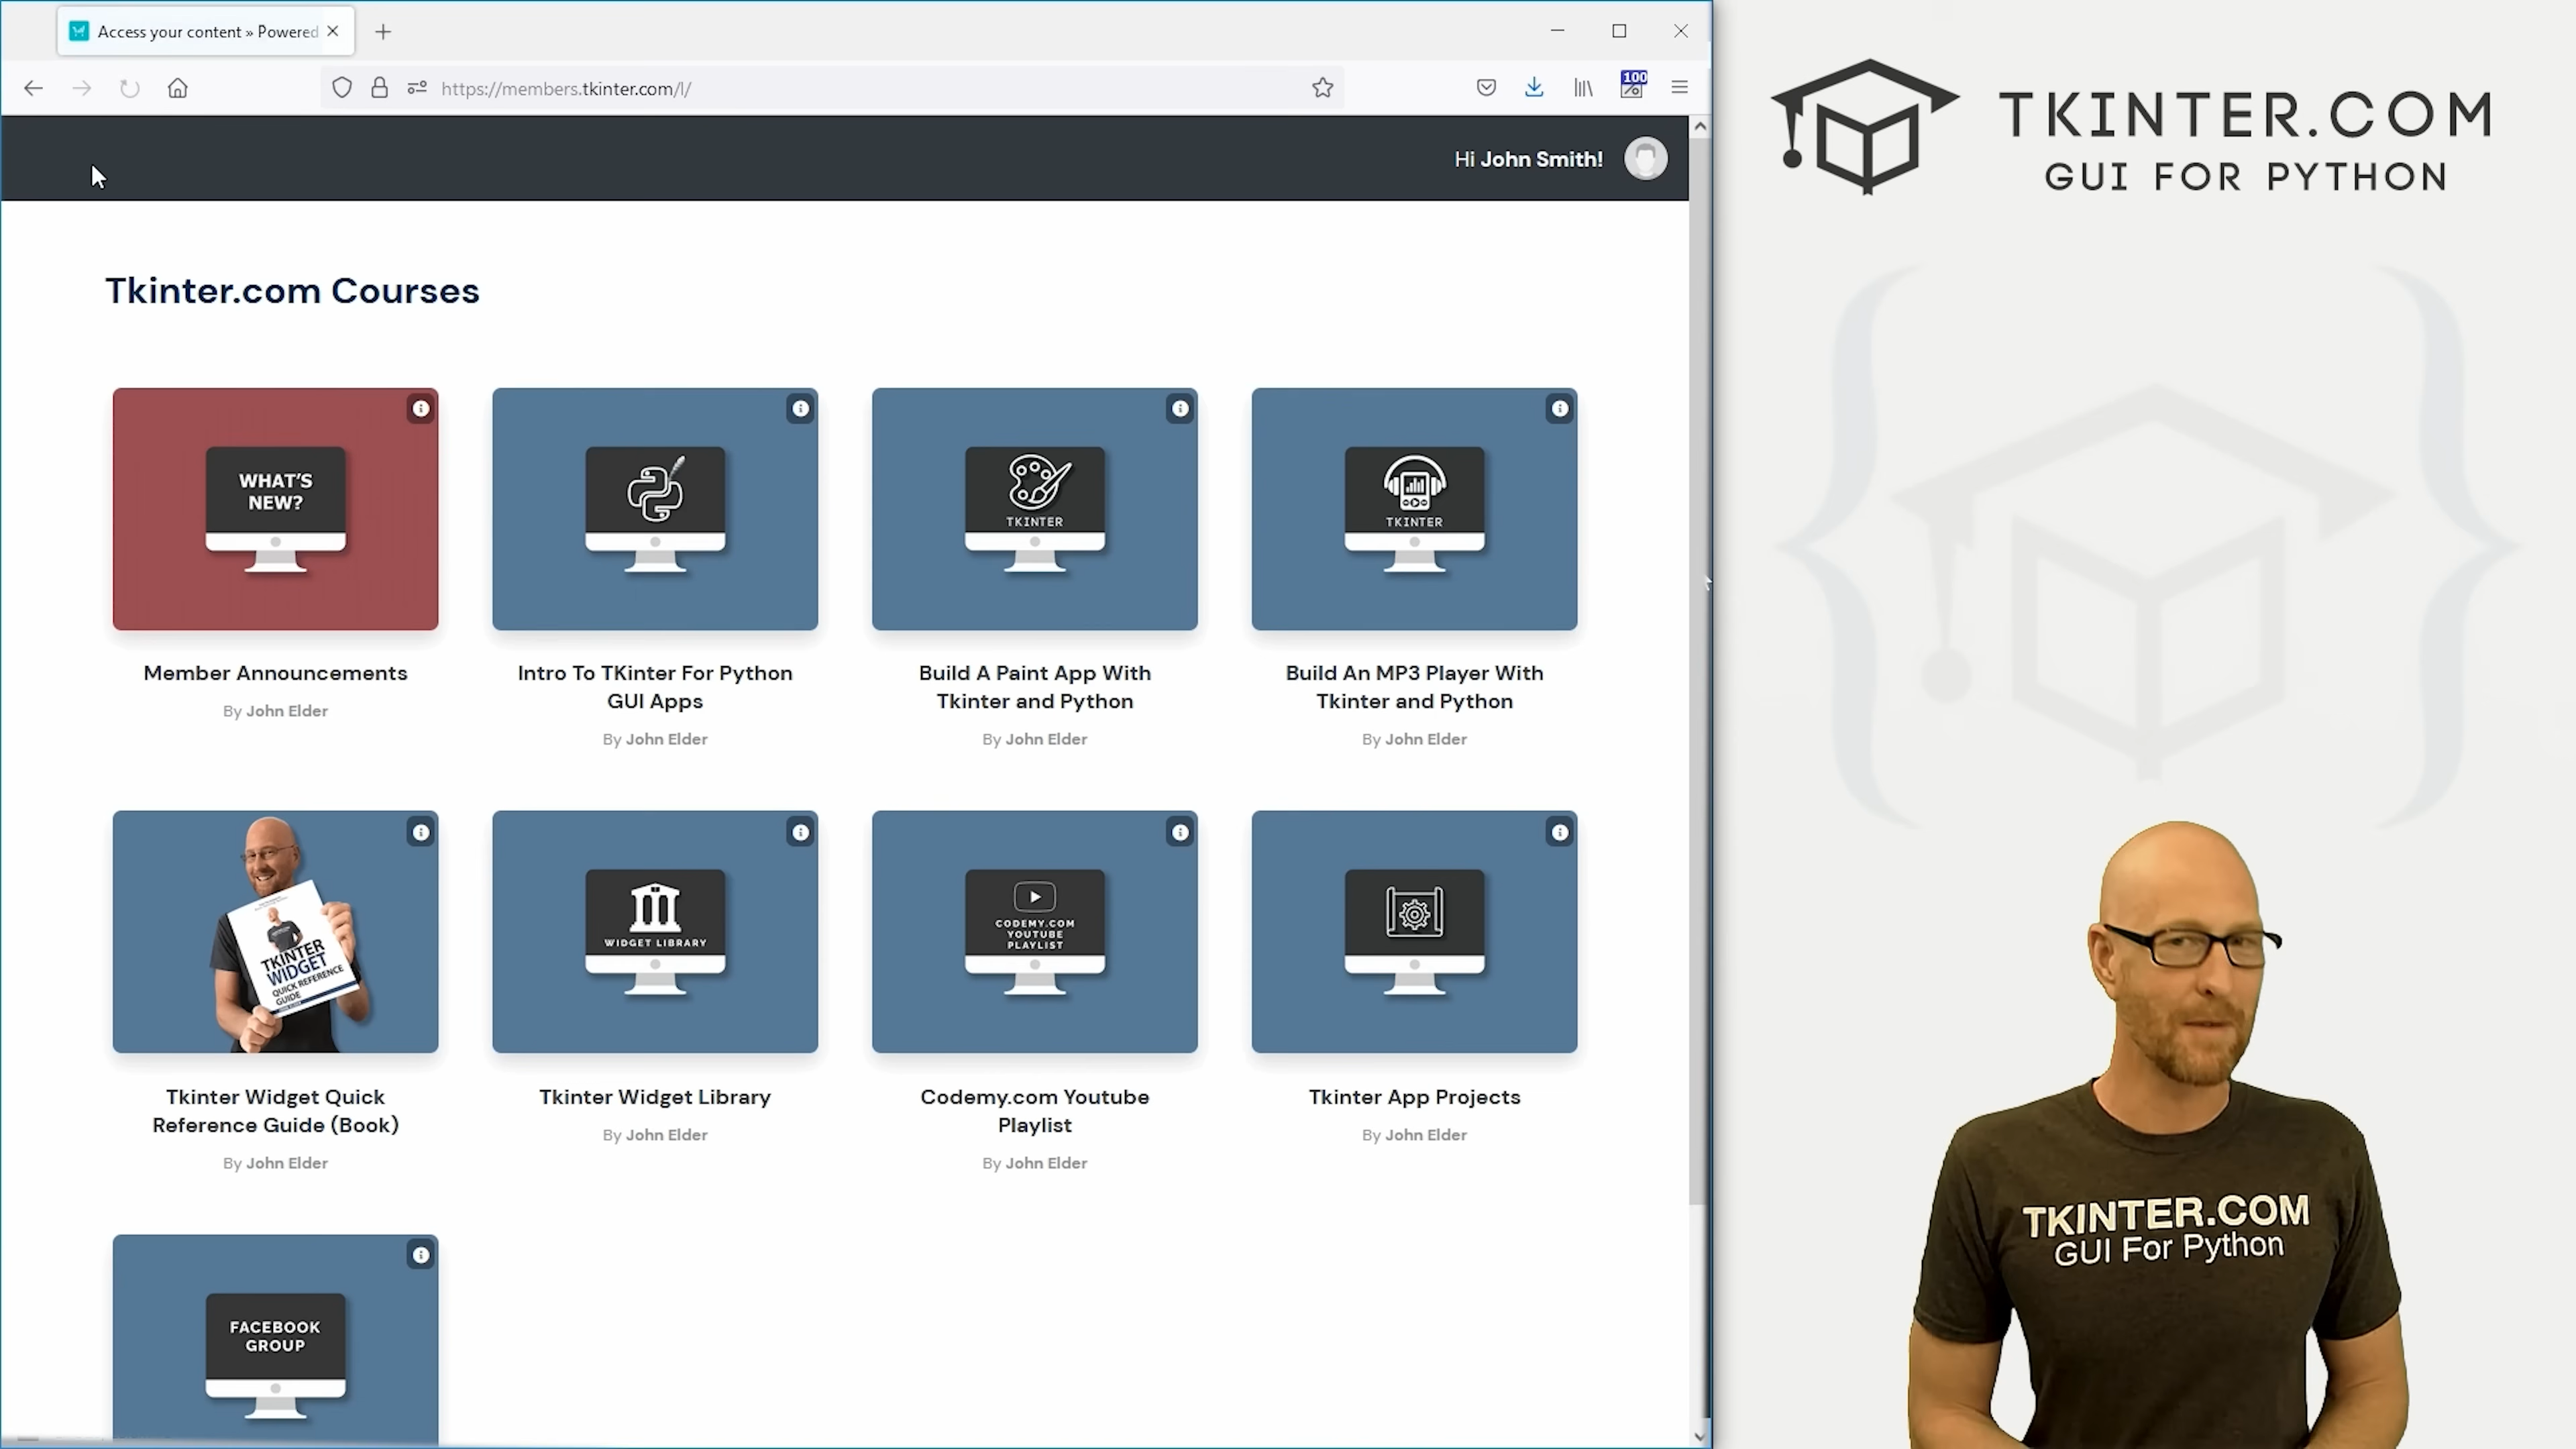 Access your content » Powered
https://members.tkinter.com/l/
100
Hi John Smith!
TKINTER.COM
GUI FOR PYTHON
Tkinter.com Courses
WHAT'S
NEW?
TKINTER
TKINTER
Member Announcements
By John Elder
Intro To TKinter For Python
GUI Apps
By John Elder
Build A Paint App With
Tkinter and Python
By John Elder
Build An MP3 Player With
Tkinter and Python
By John Elder
TKINTER
WIDGET
QUICK REFERENCE
GUIDE
WIDGET LIBRARY
CODEMY.COM
YOUTUBE
PLAYLIST
Tkinter Widget Quick
Reference Guide (Book)
By John Elder
Tkinter Widget Library
By John Elder
Codemy.com Youtube
Playlist
By John Elder
Tkinter App Projects
By John Elder
FACEBOOK
GROUP
TKINTER.COM
GUI For Python